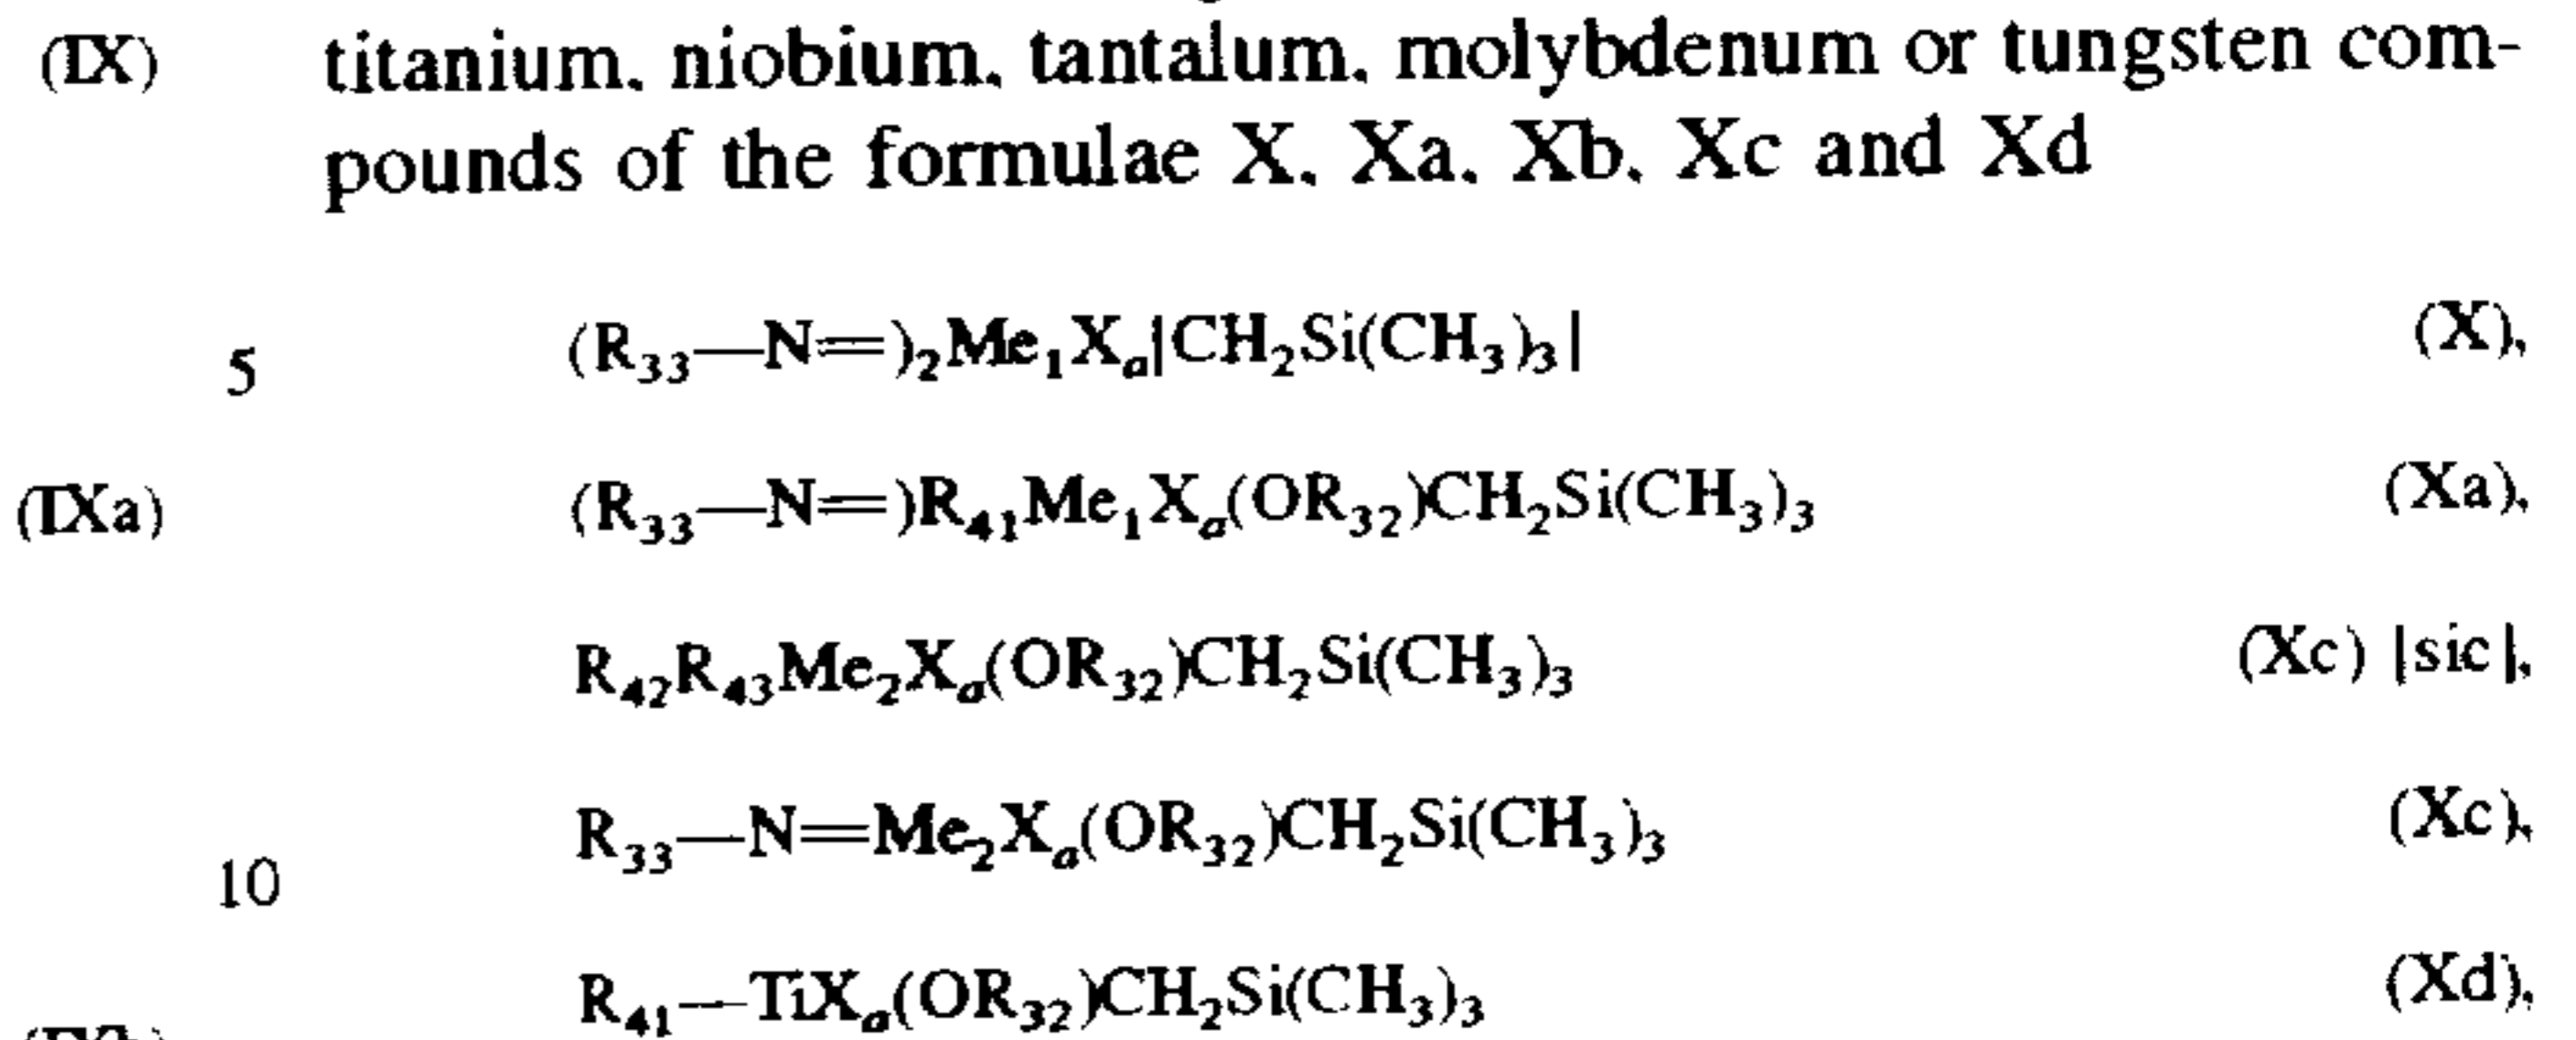 (IX) titanium, niobium, tantalum, molybdenum or tungsten com-
pounds of the formulae X, Xa, Xb, Xc and Xd
5 (R₃₃—N═)₂Me₁Xₐ|CH₂Si(CH₃)₃| (X),
(IXa) (R₃₃—N═)R₄₁Me₁Xₐ(OR₃₂)CH₂Si(CH₃)₃ (Xa),
R₄₂R₄₃Me₂Xₐ(OR₃₂)CH₂Si(CH₃)₃ (Xc) |sic|,
R₃₃—N═Me₂Xₐ(OR₃₂)CH₂Si(CH₃)₃ (Xc),
10
R₄₁—TiXₐ(OR₃₂)CH₂Si(CH₃)₃ (Xd),